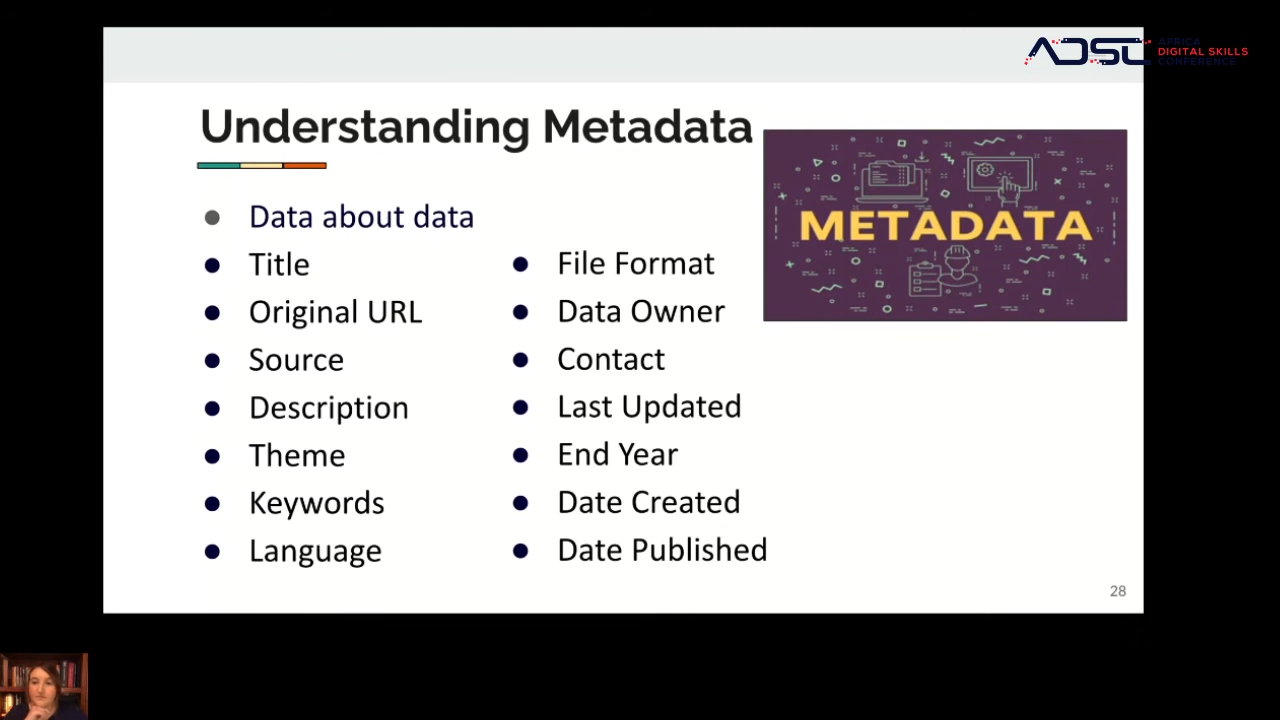 AFRICA
ADSC DIGITAL SKILLS
CONFERENCE
Understanding Metadata
METADATA
Data about data
Title
Original URL
Source
Description
Theme
Keywords
Language
File Format
Data Owner
Contact
Last Updated
End Year
Date Created
Date Published
28